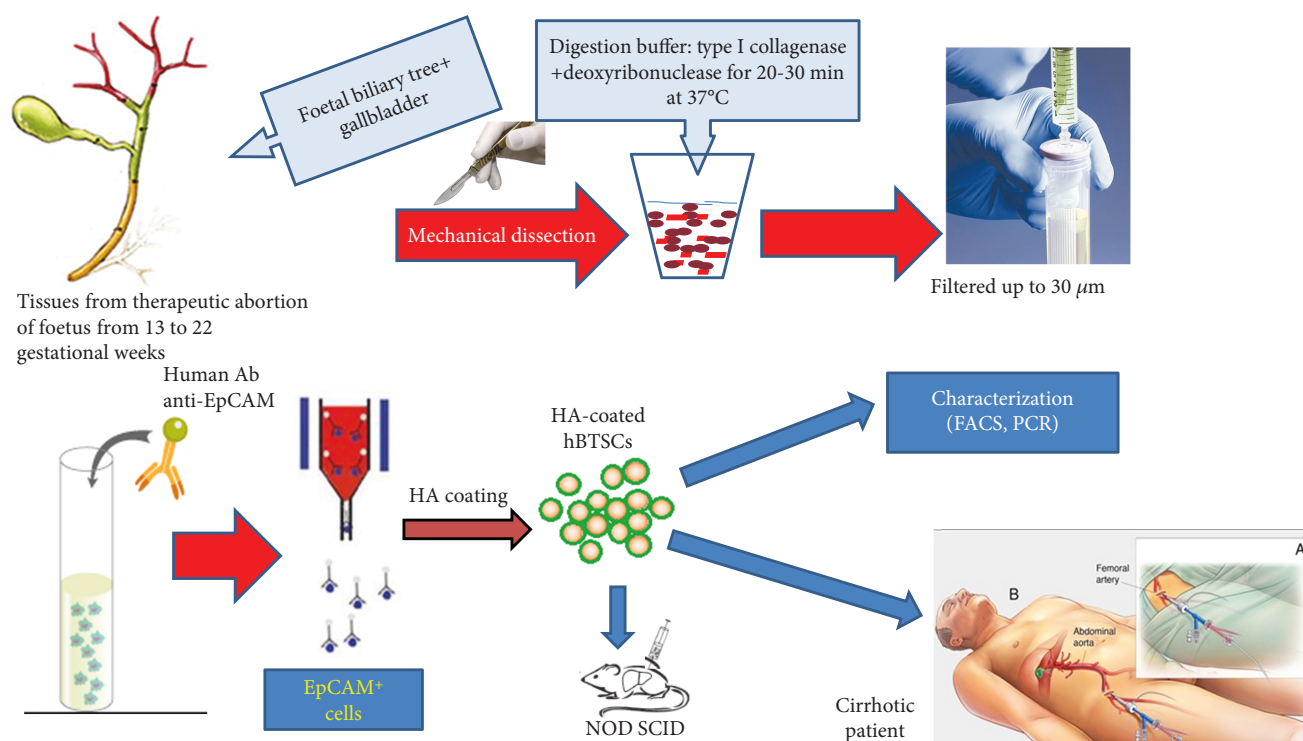 Foetal biliary tree+
gallbladder
Digestion buffer: type I collagenase
+deoxyribonuclease for 20-30 min
at 37°C
Mechanical dissection
Filtered up to 30 μm
Tissues from therapeutic abortion
of foetus from 13 to 22
gestational weeks
Human Ab
anti-EpCAM
EpCAM⁺
cells
HA coating
HA-coated
hBTSCs
Characterization
(FACS, PCR)
NOD SCID
Cirrhotic
patient
A
Femoral
artery
B
Abdominal
aorta